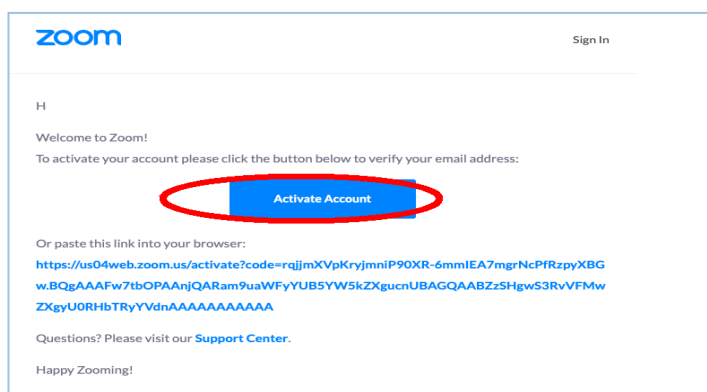 zoom
Sign In
H
Welcome to Zoom!
To activate your account please click the button below to verify your email address:
Activate Account
Or paste this link into your browser:
https://us04web.zoom.us/activate?code=rqjjmXVpKryjmniP90XR-6mmIEA7mgrNcPfRzpyXBG
w.BQgAAAFw7tbOPAAnjQARam9uaWFyYUB5YW5kZXgucnUBAGQAABZzSHgwS3RvVFMw
ZXgyU0RHbTRyYVdnAAAAAAAAAAA
Questions? Please visit our Support Center.
Happy Zooming!